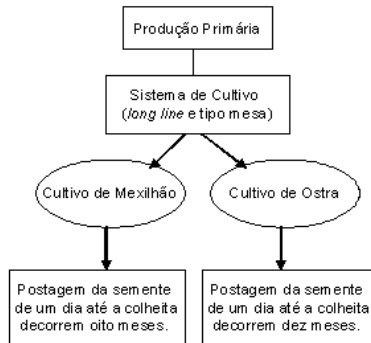 Produção Primária
Sistema de Cultivo
(long line e tipo mesa)
Cultivo de Mexilhão
Cultivo de Ostra
Postagem da semente
de um dia até a colheita
decorrem oito meses.
Postagem da semente
de um dia até a colheita
decorrem dez meses.